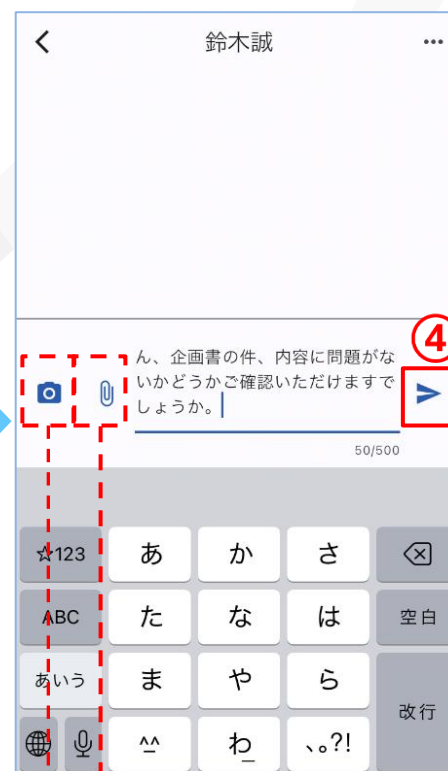 鈴木誠
ん、企画書の件、内容に問題がな
いかどうかご確認いただけますで
しょうか。
④
50/500
☆123 あ か さ
ABC た な は 空白
あいう ま や ら 改行
^^ わ_ 、。?!